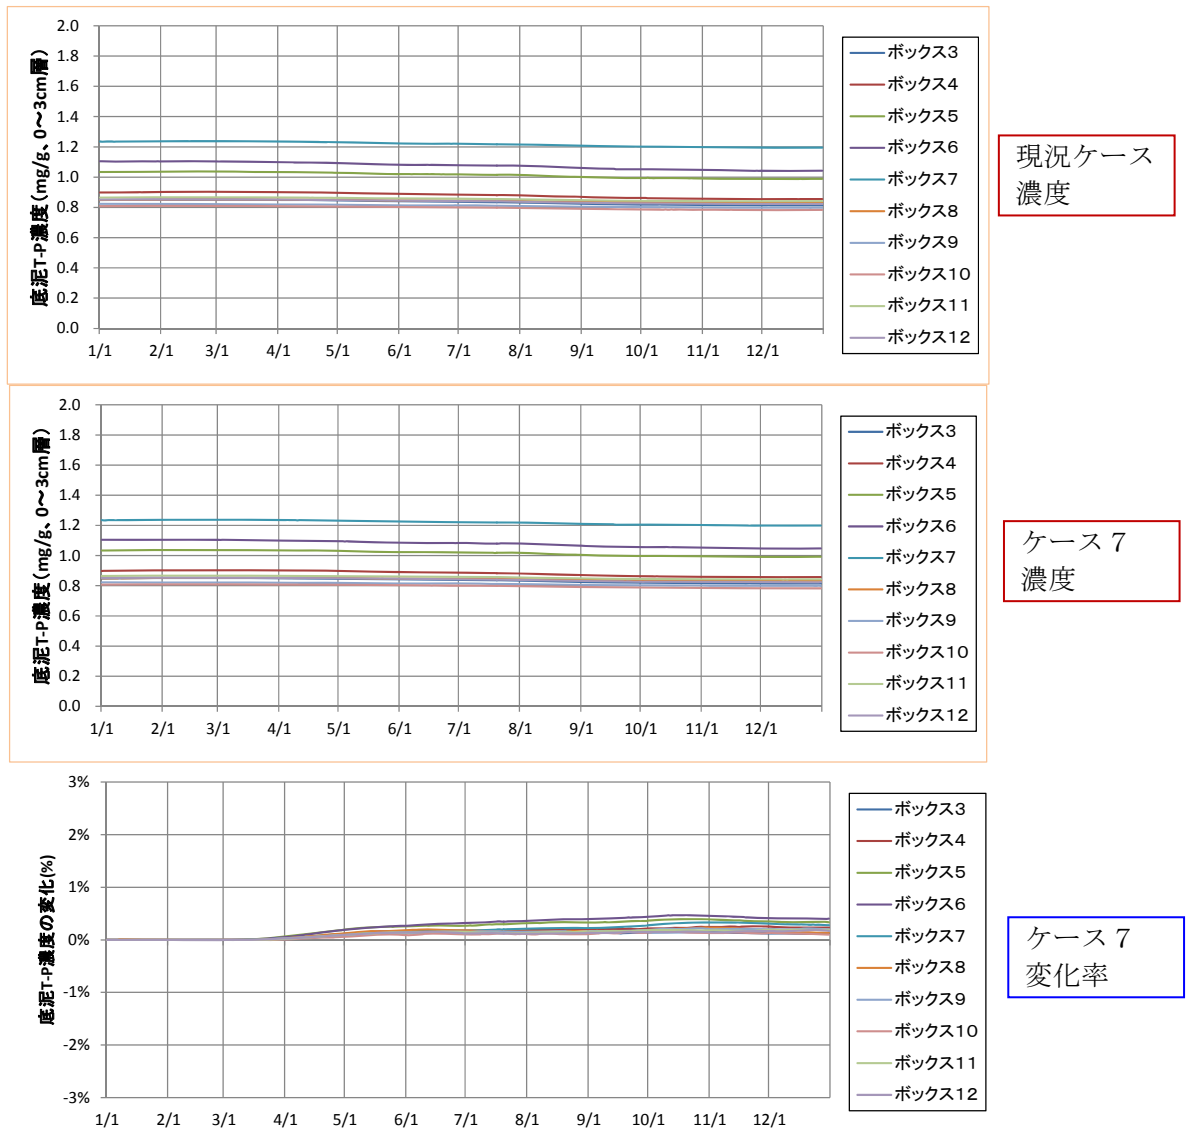 底泥T-P濃度(mg/g、0～3cm層)
2.0
1.8
1.6
1.4
1.2
1.0
0.8
0.6
0.4
0.2
0.0
1/1 2/1 3/1 4/1 5/1 6/1 7/1 8/1 9/1 10/1 11/1 12/1
ボックス3
ボックス4
ボックス5
ボックス6
ボックス7
ボックス8
ボックス9
ボックス10
ボックス11
ボックス12
現況ケース
濃度
底泥T-P濃度(mg/g、0～3cm層)
2.0
1.8
1.6
1.4
1.2
1.0
0.8
0.6
0.4
0.2
0.0
1/1 2/1 3/1 4/1 5/1 6/1 7/1 8/1 9/1 10/1 11/1 12/1
ボックス3
ボックス4
ボックス5
ボックス6
ボックス7
ボックス8
ボックス9
ボックス10
ボックス11
ボックス12
ケース７
濃度
底泥T-P濃度の変化(%)
3%
2%
1%
0%
-1%
-2%
-3%
1/1 2/1 3/1 4/1 5/1 6/1 7/1 8/1 9/1 10/1 11/1 12/1
ボックス3
ボックス4
ボックス5
ボックス6
ボックス7
ボックス8
ボックス9
ボックス10
ボックス11
ボックス12
ケース７
変化率